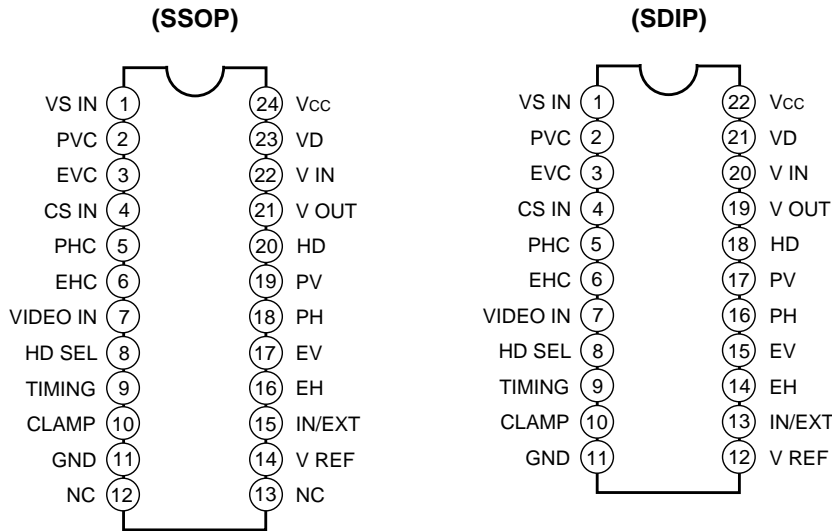 (SSOP)
VS IN 1 24 Vcc
PVC 2 23 VD
EVC 3 22 V IN
CS IN 4 21 V OUT
PHC 5 20 HD
EHC 6 19 PV
VIDEO IN 7 18 PH
HD SEL 8 17 EV
TIMING 9 16 EH
CLAMP 10 15 IN/EXT
GND 11 14 V REF
NC 12 13 NC
(SDIP)
VS IN 1 22 Vcc
PVC 2 21 VD
EVC 3 20 V IN
CS IN 4 19 V OUT
PHC 5 18 HD
EHC 6 17 PV
VIDEO IN 7 16 PH
HD SEL 8 15 EV
TIMING 9 14 EH
CLAMP 10 13 IN/EXT
GND 11 12 V REF